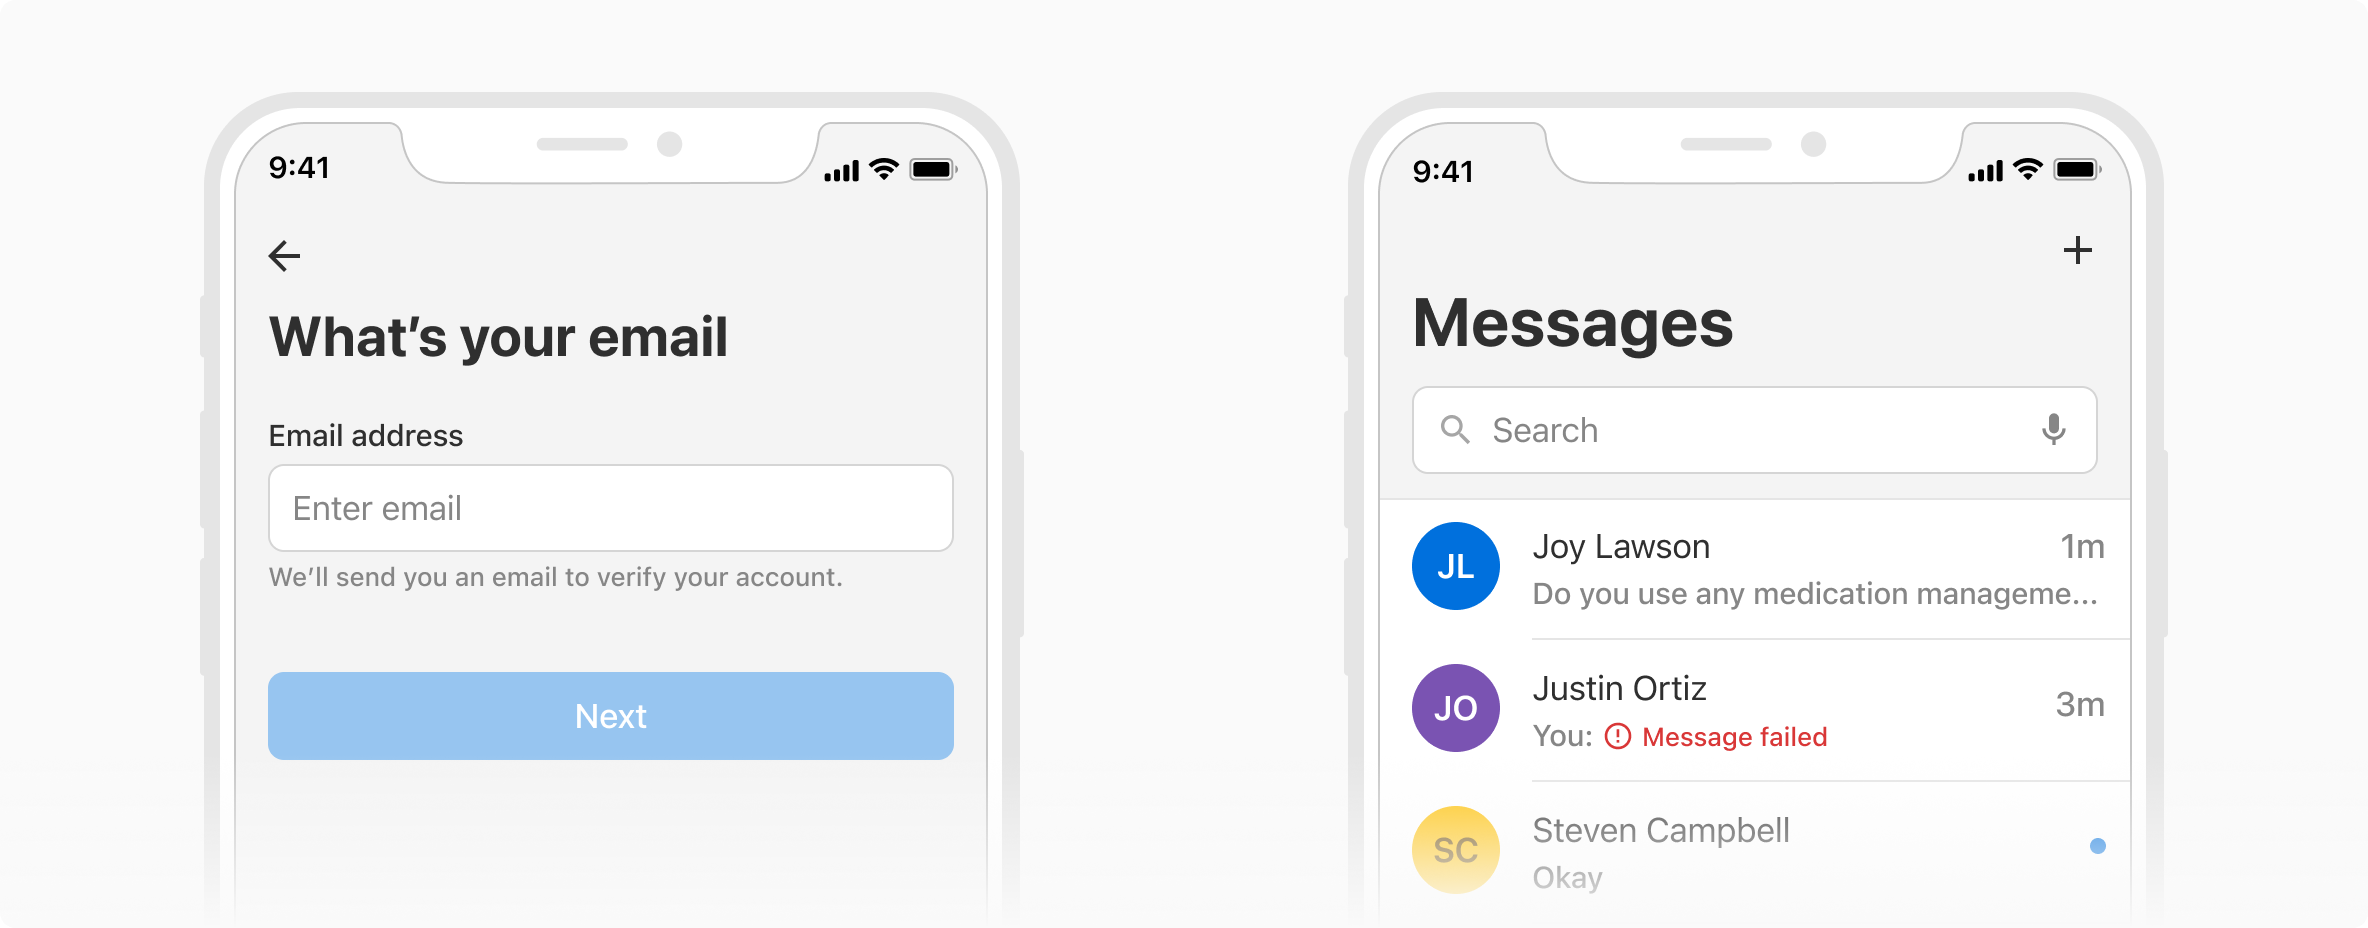 9:41
What’s your email
Email address
Enter email
We’ll send you an email to verify your account.
Next
9:41
Messages
Search
JL
Joy Lawson
1m
Do you use any medication manageme...
JO
Justin Ortiz
3m
You: Message failed
SC
Steven Campbell
Okay